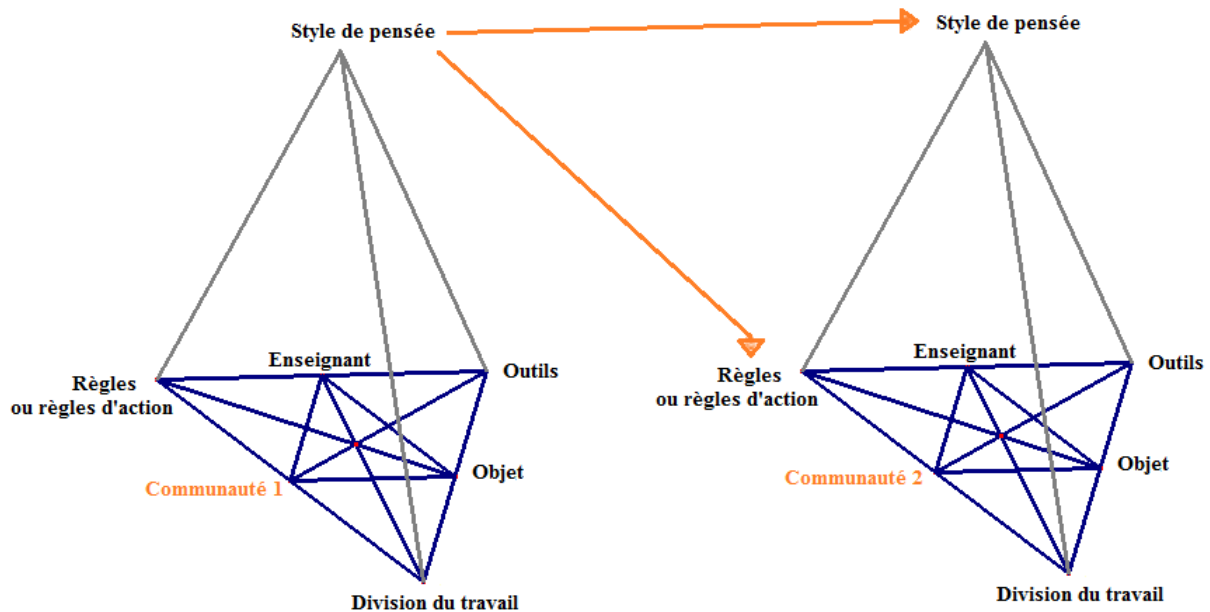 Style de pensée
Style de pensée
Enseignant
Outils
Règles
ou règles d'action
Objet
Communauté 1
Division du travail
Enseignant
Outils
Règles
ou règles d'action
Objet
Communauté 2
Division du travail